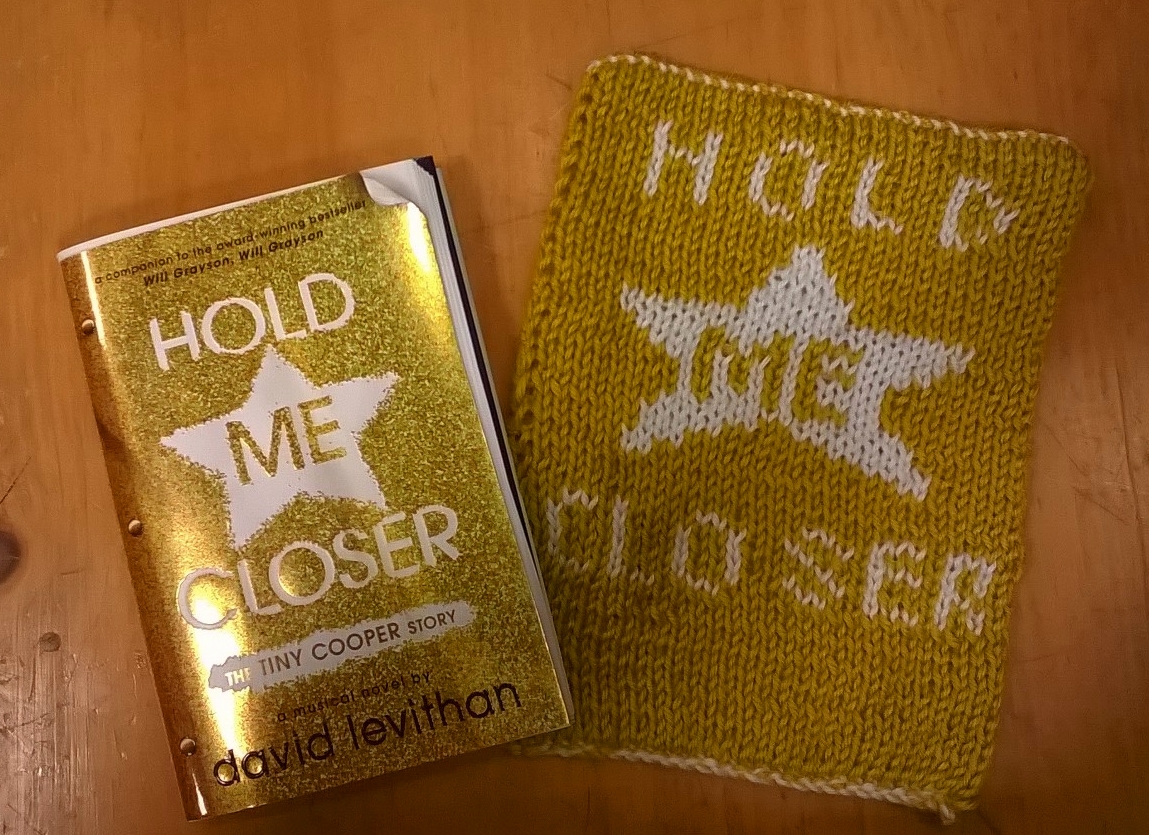 a companion to the award-winning bestseller
Will Grayson, Will Grayson
HOLD
ME
CLOSER
THE TINY COOPER STORY
a musical novel by
david levithan
HOLD
ME
CLOSER